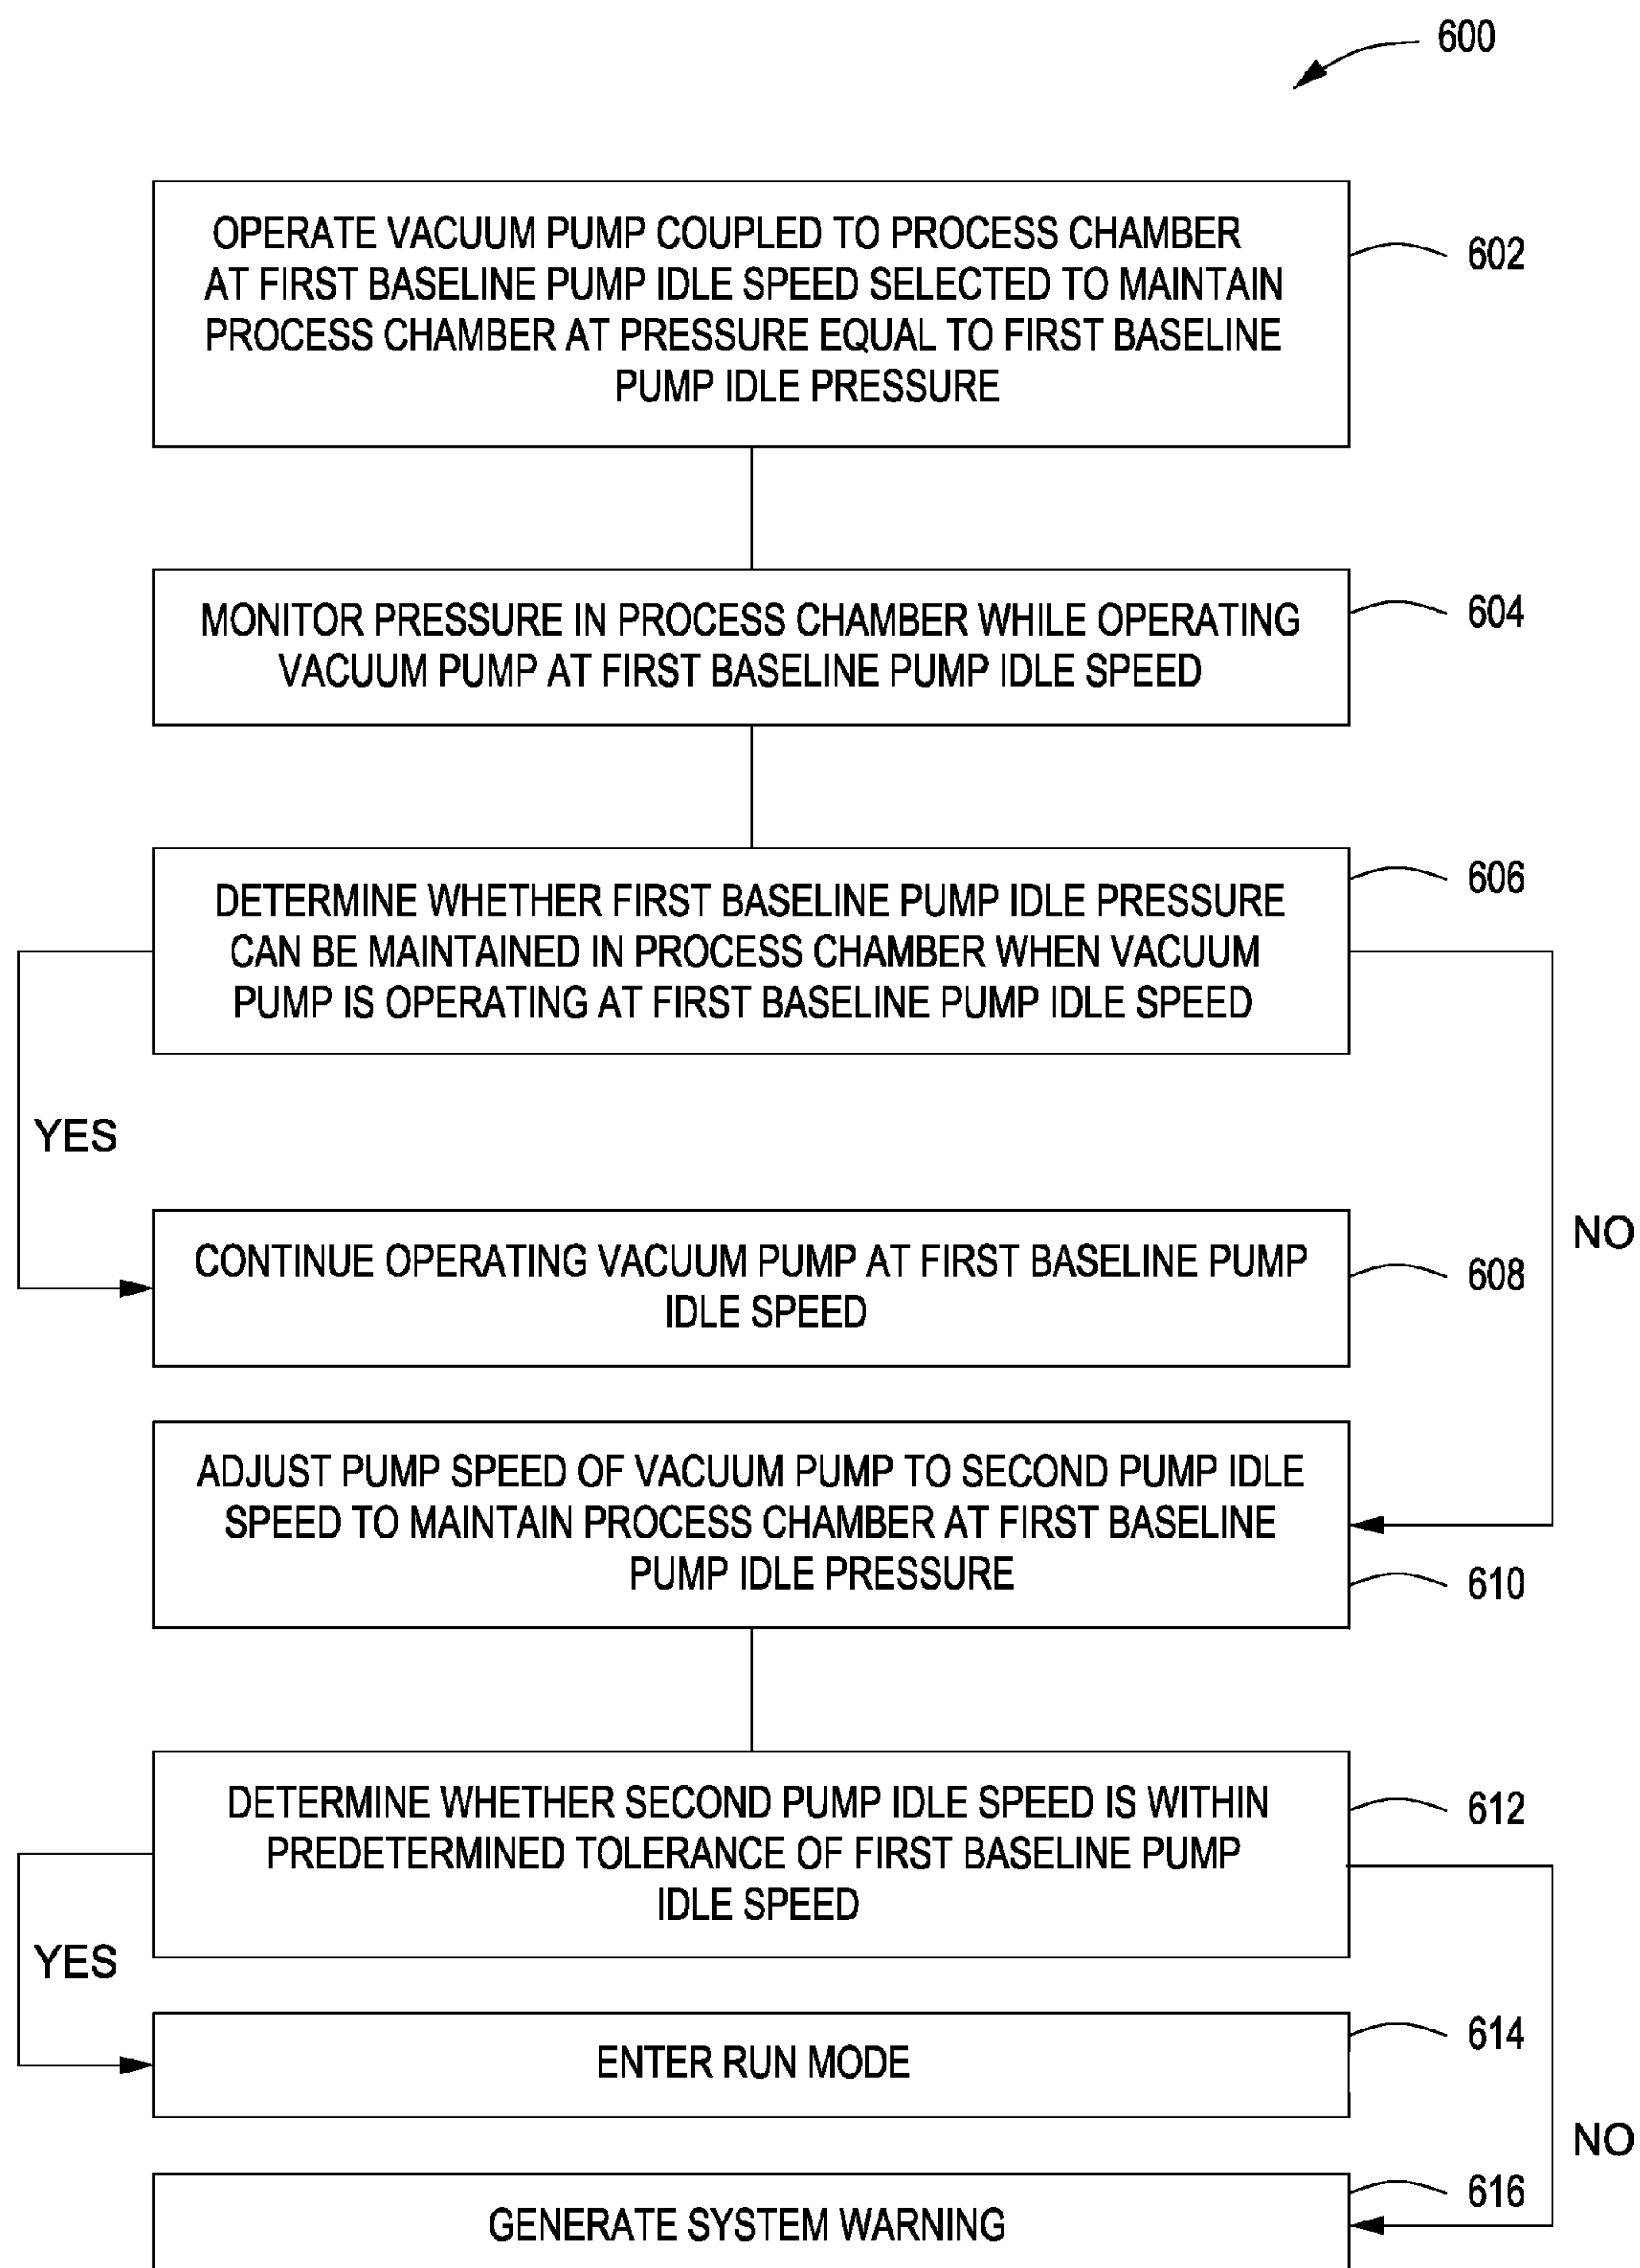 600
OPERATE VACUUM PUMP COUPLED TO PROCESS CHAMBER
AT FIRST BASELINE PUMP IDLE SPEED SELECTED TO MAINTAIN
PROCESS CHAMBER AT PRESSURE EQUAL TO FIRST BASELINE
PUMP IDLE PRESSURE
602
MONITOR PRESSURE IN PROCESS CHAMBER WHILE OPERATING
VACUUM PUMP AT FIRST BASELINE PUMP IDLE SPEED
604
DETERMINE WHETHER FIRST BASELINE PUMP IDLE PRESSURE
CAN BE MAINTAINED IN PROCESS CHAMBER WHEN VACUUM
PUMP IS OPERATING AT FIRST BASELINE PUMP IDLE SPEED
606
YES
NO
CONTINUE OPERATING VACUUM PUMP AT FIRST BASELINE PUMP
IDLE SPEED
608
ADJUST PUMP SPEED OF VACUUM PUMP TO SECOND PUMP IDLE
SPEED TO MAINTAIN PROCESS CHAMBER AT FIRST BASELINE
PUMP IDLE PRESSURE
610
DETERMINE WHETHER SECOND PUMP IDLE SPEED IS WITHIN
PREDETERMINED TOLERANCE OF FIRST BASELINE PUMP
IDLE SPEED
612
YES
ENTER RUN MODE
614
NO
GENERATE SYSTEM WARNING
616